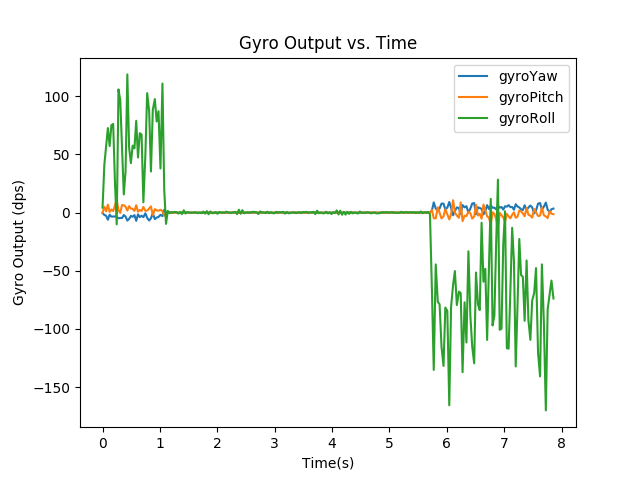 Gyro Output vs. Time
gyroYaw
gyroPitch
gyroRoll
Gyro Output (dps)
100
50
0
−50
−100
−150
0 1 2 3 4 5 6 7 8
Time(s)